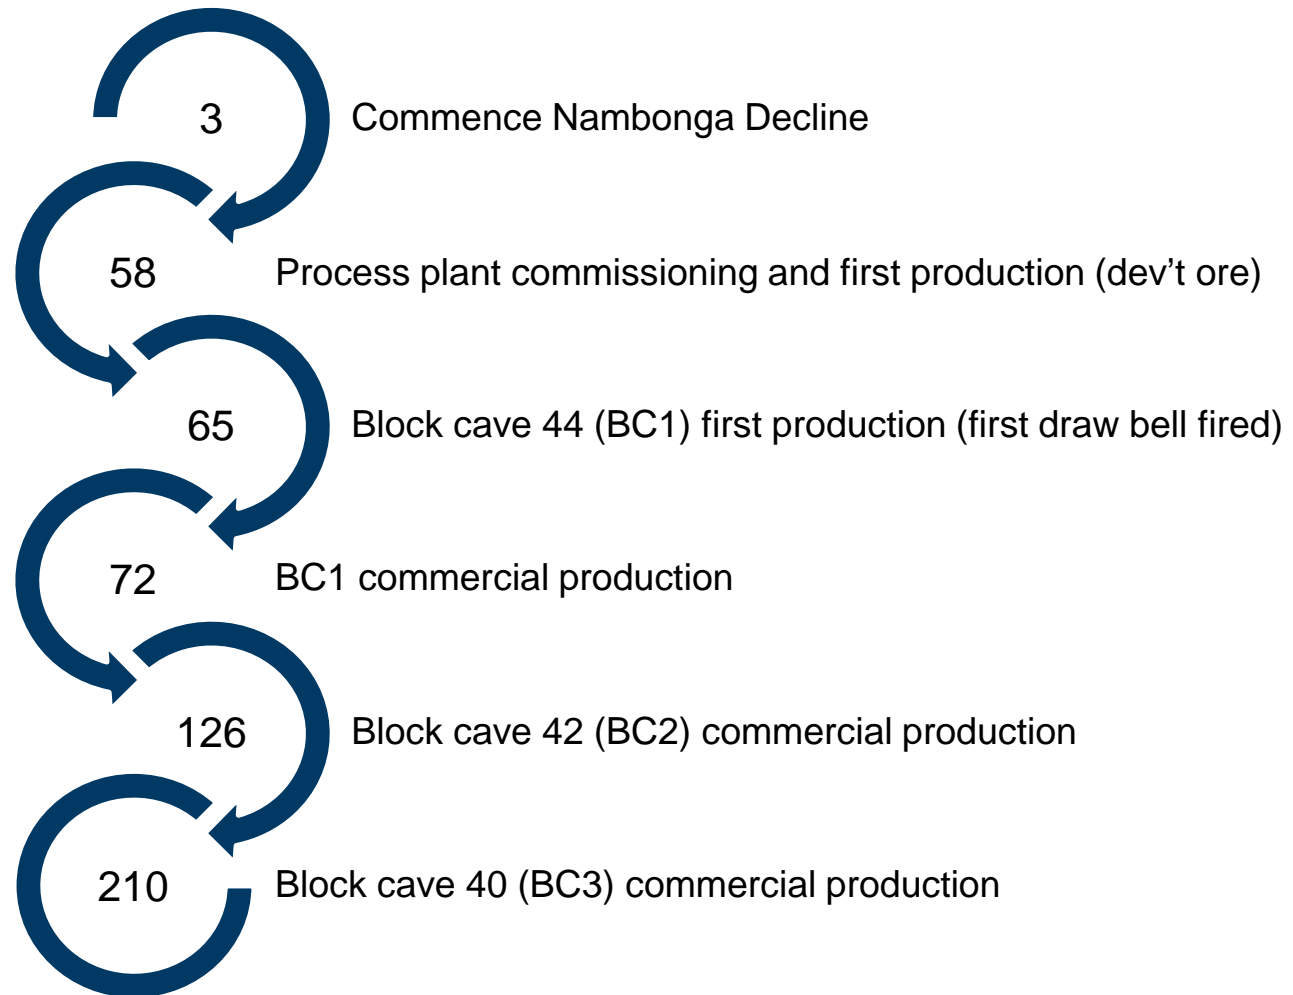 3 Commence Nambonga Decline
58 Process plant commissioning and first production (dev’t ore)
65 Block cave 44 (BC1) first production (first draw bell fired)
72 BC1 commercial production
126 Block cave 42 (BC2) commercial production
210 Block cave 40 (BC3) commercial production